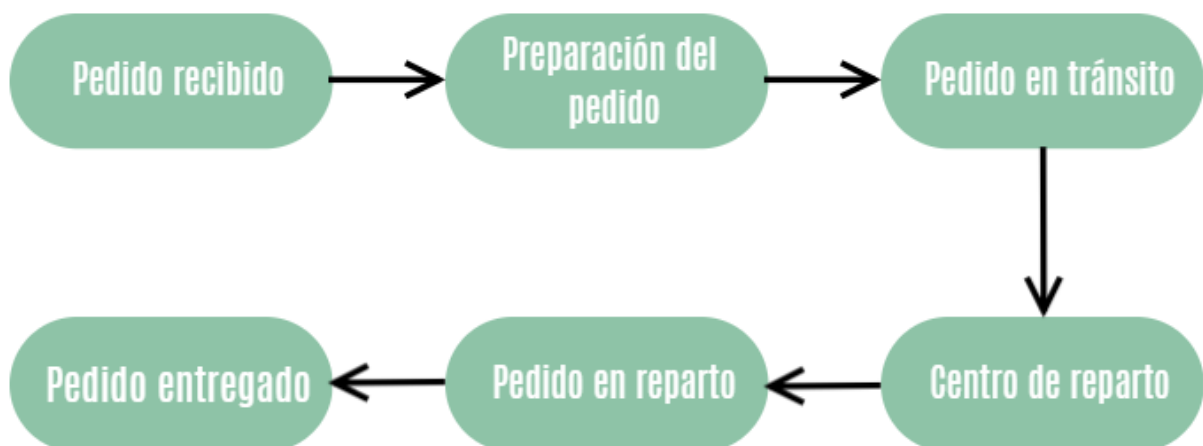 Pedido recibido
Preparación del
pedido
Pedido en tránsito
Centro de reparto
Pedido en reparto
Pedido entregado